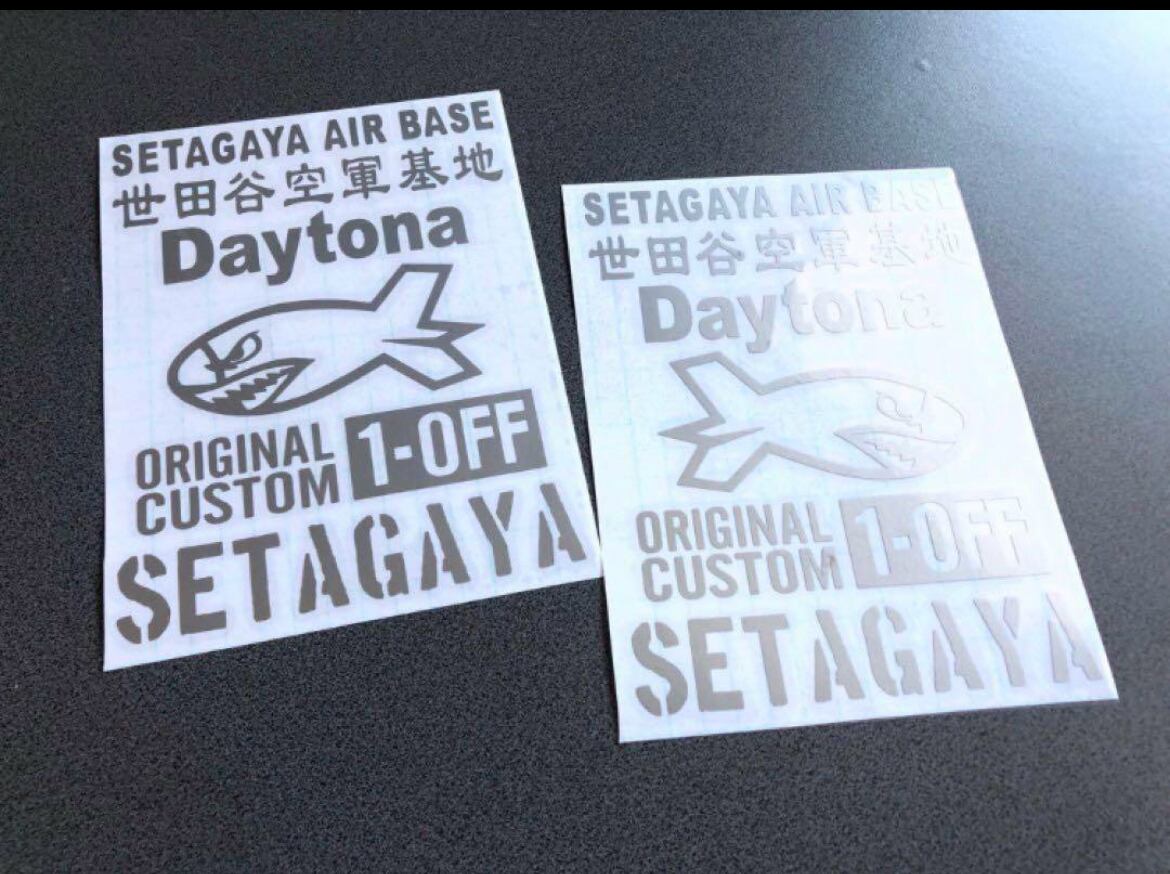 SETAGAYA AIR BASE
世田谷空軍基地
Daytona
ORIGINAL
CUSTOM
1-OFF
SETAGAYA
SETAGAYA AIR BASE
世田谷空軍基地
Daytona
ORIGINAL
CUSTOM
1-OFF
SETAGAYA